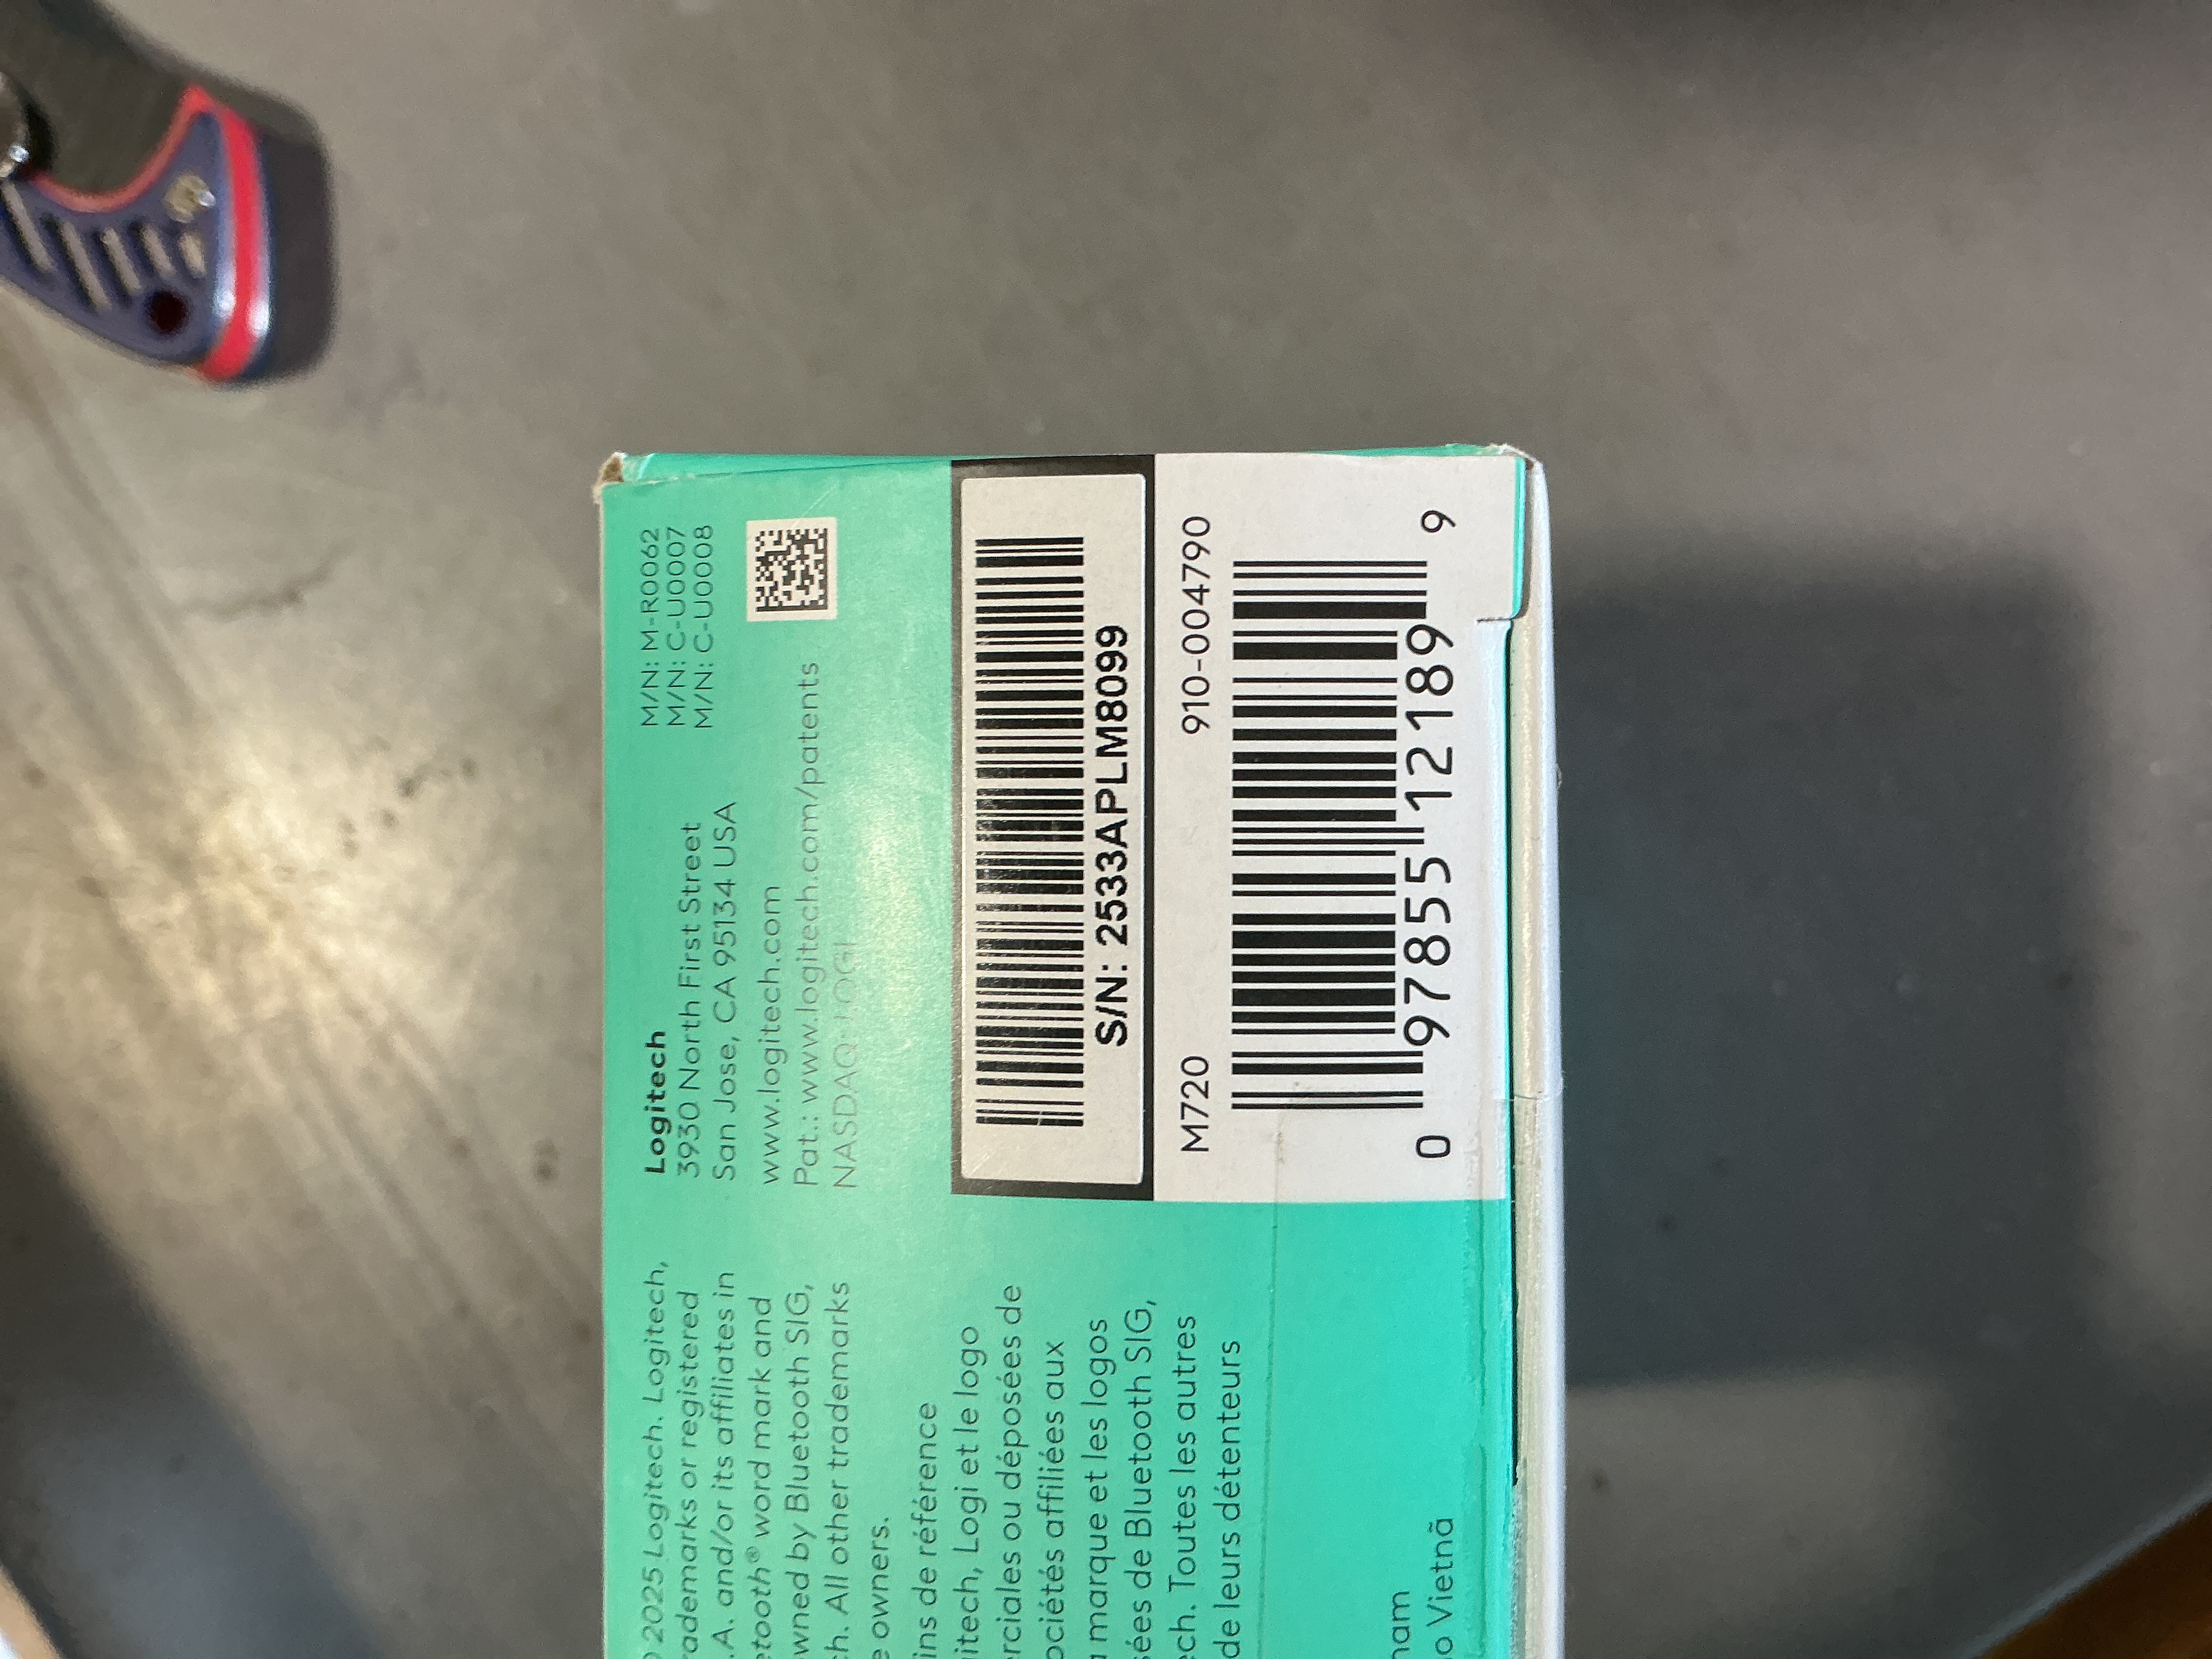 Logitech
3930 North First Street
San Jose, CA 95134 USA
www.logitech.com
Pat.: www.logitech.com/patents
NASDAQ: LOGI
M/N: M-R0062
M/N: C-U0007
M/N: C-U0008
S/N: 2533APLM8099
M720 910-004790
0 97855 12189 9
2025 Logitech. Logitech,
or registered
and/or its affiliates in
word mark and
by Bluetooth SIG,
All other trademarks
owners.
de référence
Logi et le logo
ou déposées de
affiliées aux
marque et les logos
de Bluetooth SIG,
Toutes les autres
de leurs détenteurs
Vietnã